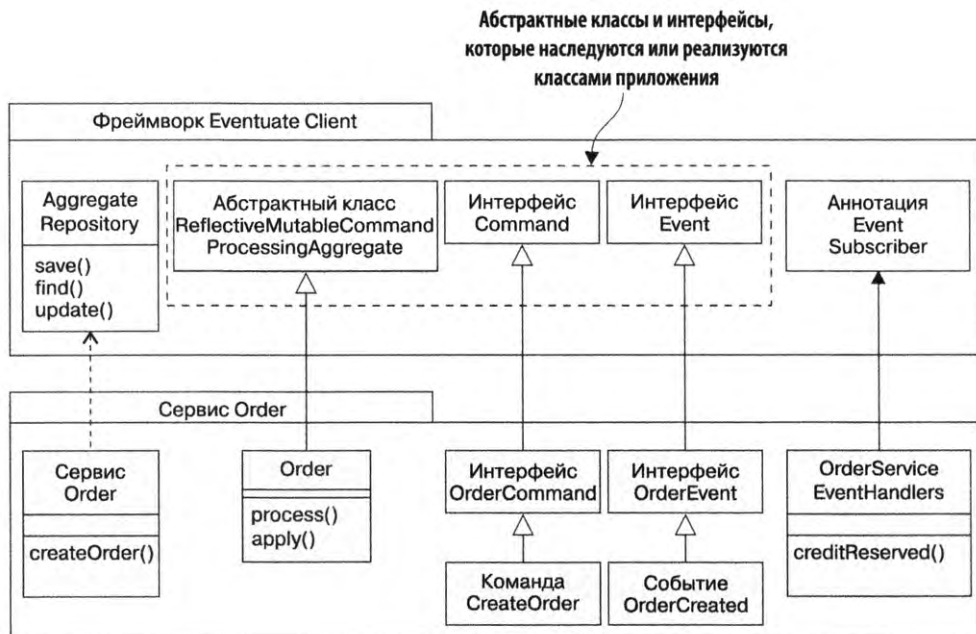 Абстрактные классы и интерфейсы,
которые наследуются или реализуются
классами приложения
Фреймворк Eventuate Client
Aggregate
Repository
save()
find()
update()
Абстрактный класс
ReflectiveMutableCommand
ProcessingAggregate
Интерфейс
Command
Интерфейс
Event
Аннотация
Event
Subscriber
Сервис Order
Сервис
Order
createOrder()
Order
process()
apply()
Интерфейс
OrderCommand
Команда
CreateOrder
Интерфейс
OrderEvent
Событие
OrderCreated
OrderService
EventHandlers
creditReserved()